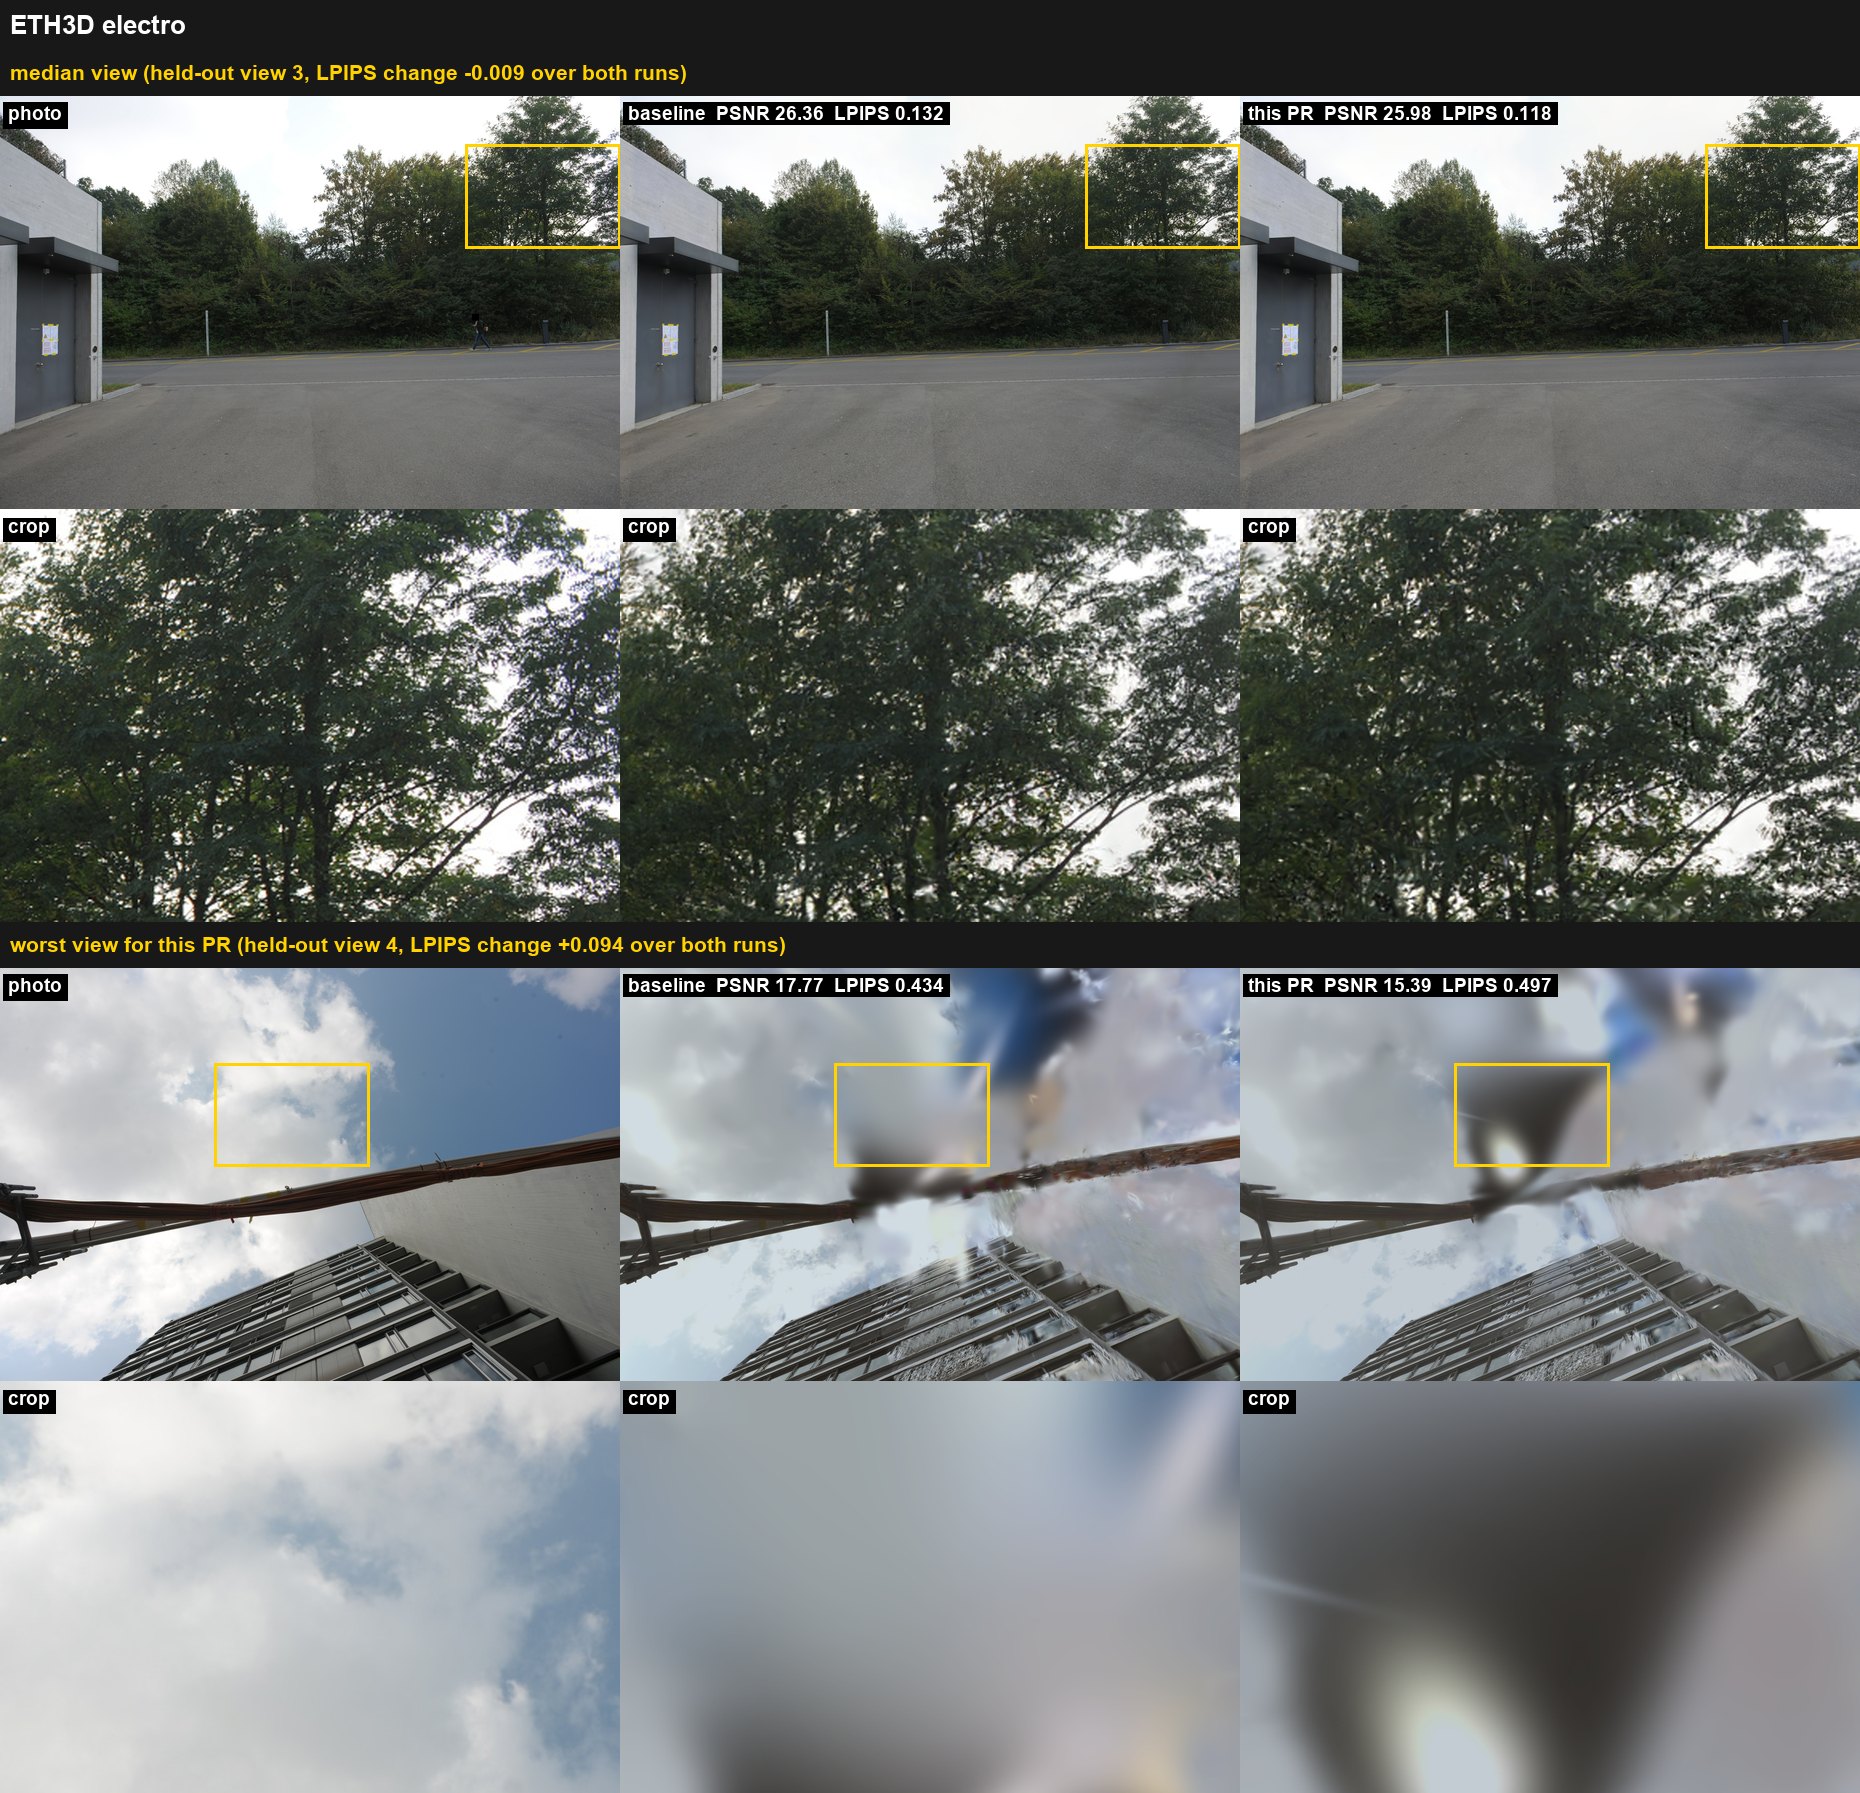 ETH3D electro
median view (held-out view 3, LPIPS change -0.009 over both runs)
photo
baseline PSNR 26.36 LPIPS 0.132
this PR PSNR 25.98 LPIPS 0.118
crop
crop
crop
worst view for this PR (held-out view 4, LPIPS change +0.094 over both runs)
photo
baseline PSNR 17.77 LPIPS 0.434
this PR PSNR 15.39 LPIPS 0.497
crop
crop
crop